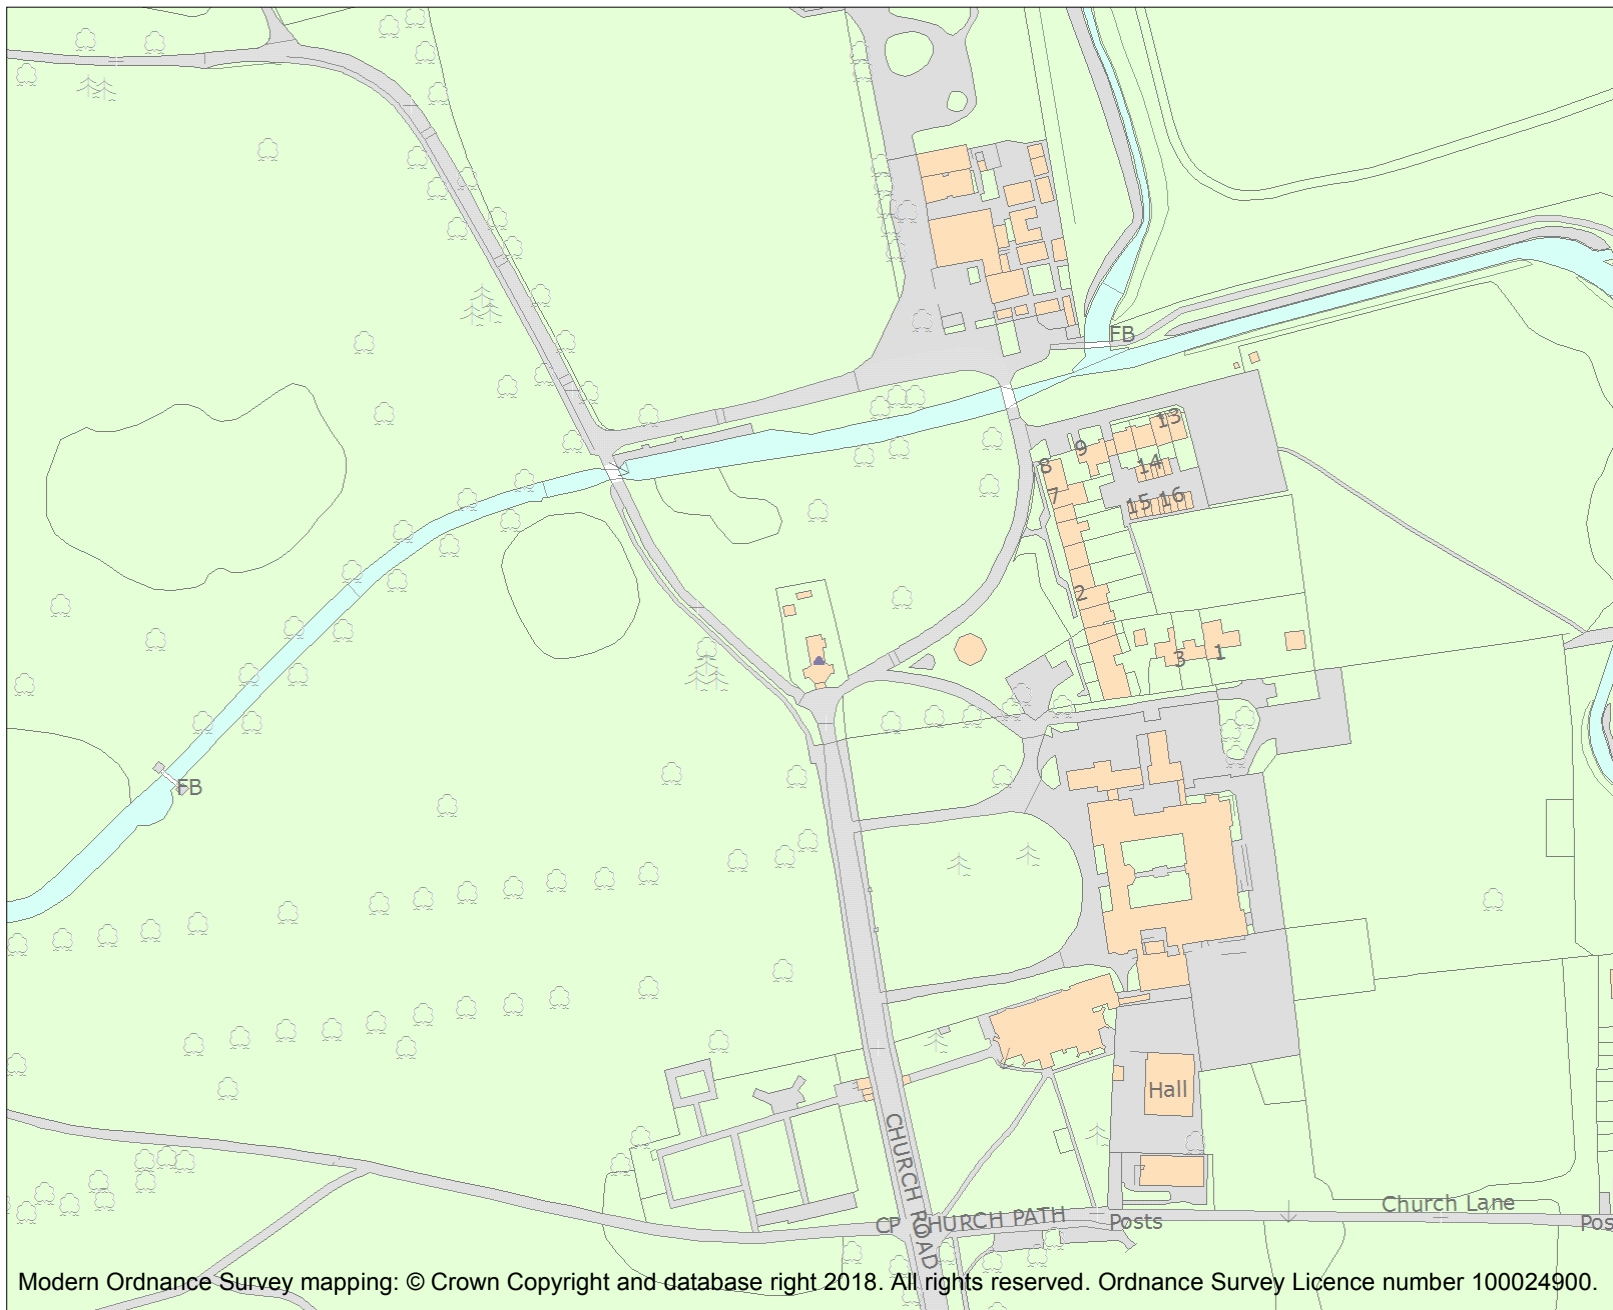 FB
13
9
8
14
7
15 16
2
3
1
FB
Hall
CHURCH ROAD
Church Lane
CP CHURCH PATH
Posts
Pos
Modern Ordnance Survey mapping: © Crown Copyright and database right 2018. All rights reserved. Ordnance Survey Licence number 100024900.